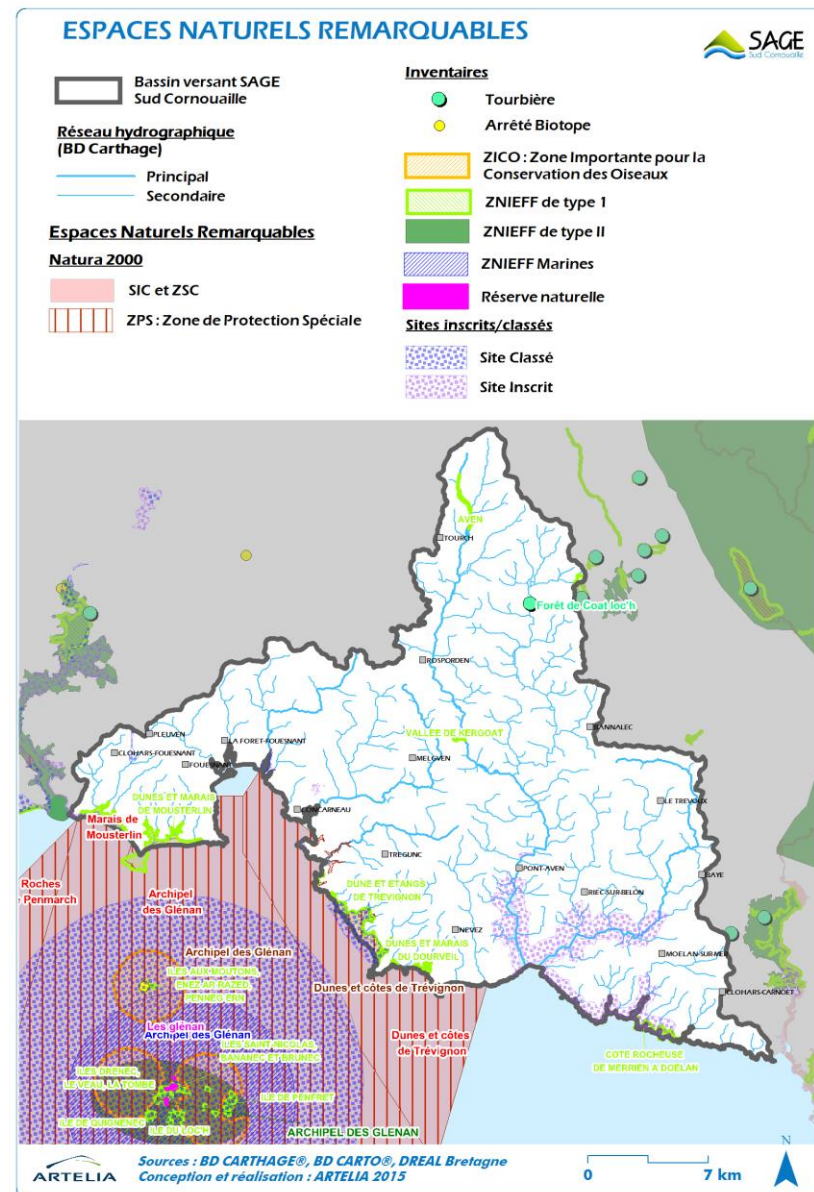 ESPACES NATURELS REMARQUABLES
SAGE
Sud Cornouaille
Bassin versant SAGE
Sud Cornouaille
Réseau hydrographique
(BD Carthage)
Principal
Secondaire
Espaces Naturels Remarquables
Natura 2000
SIC et ZSC
ZPS : Zone de Protection Spéciale
Inventaires
Tourbière
Arrêté Biotope
ZICO : Zone Importante pour la
Conservation des Oiseaux
ZNIEFF de type 1
ZNIEFF de type II
ZNIEFF Marines
Réserve naturelle
Sites inscrits/classés
Site Classé
Site Inscrit
AVEN
TOURCH
Forêt de Coat loc'h
ROSPORDEN
VALLEE DE KERGOAT
BANNALEC
PLEUVEN
LA FORET-FOUESNANT
CLOHARS-FOUESNANT
FOUESNANT
MELGVEN
DUNES ET MARAIS
DE MOUSTERLIN
Marais de
Mousterlin
CONCARNEAU
LE TREVOUX
TREGUNC
PONT-AVEN
BAYE
RIEC-SUR-BELON
Roches
Penmarch
Archipel
des Glénan
DUNE ET ETANGS
DE TREVIGNON
NEVEZ
DUNES ET MARAIS
DU DOURVEIL
MOELAN-SUR-MER
Archipel des Glénan
ILES AUX MOUTONS,
ENEZ AR RAZED,
PENNEG ERN
Dunes et côtes de Trévignon
CLOHARS-CARNOET
Les glénan
Archipel des Glénan
ILES SAINT-NICOLAS,
BANANEC ET BRUNEC
Dunes et côtes
de Trévignon
COTE ROCHEUSE
DE MERRIEN A DOELAN
ILES DRENEC,
LE VEAU, LA TOMBE
ILE DE PENFRET
ILE DE QUIGNENEC
ILE DU LOC'H
ARCHIPEL DES GLENAN
ARTELIA
Sources : BD CARTHAGE®, BD CARTO®, DREAL Bretagne
Conception et réalisation : ARTELIA 2015
0 7 km
N